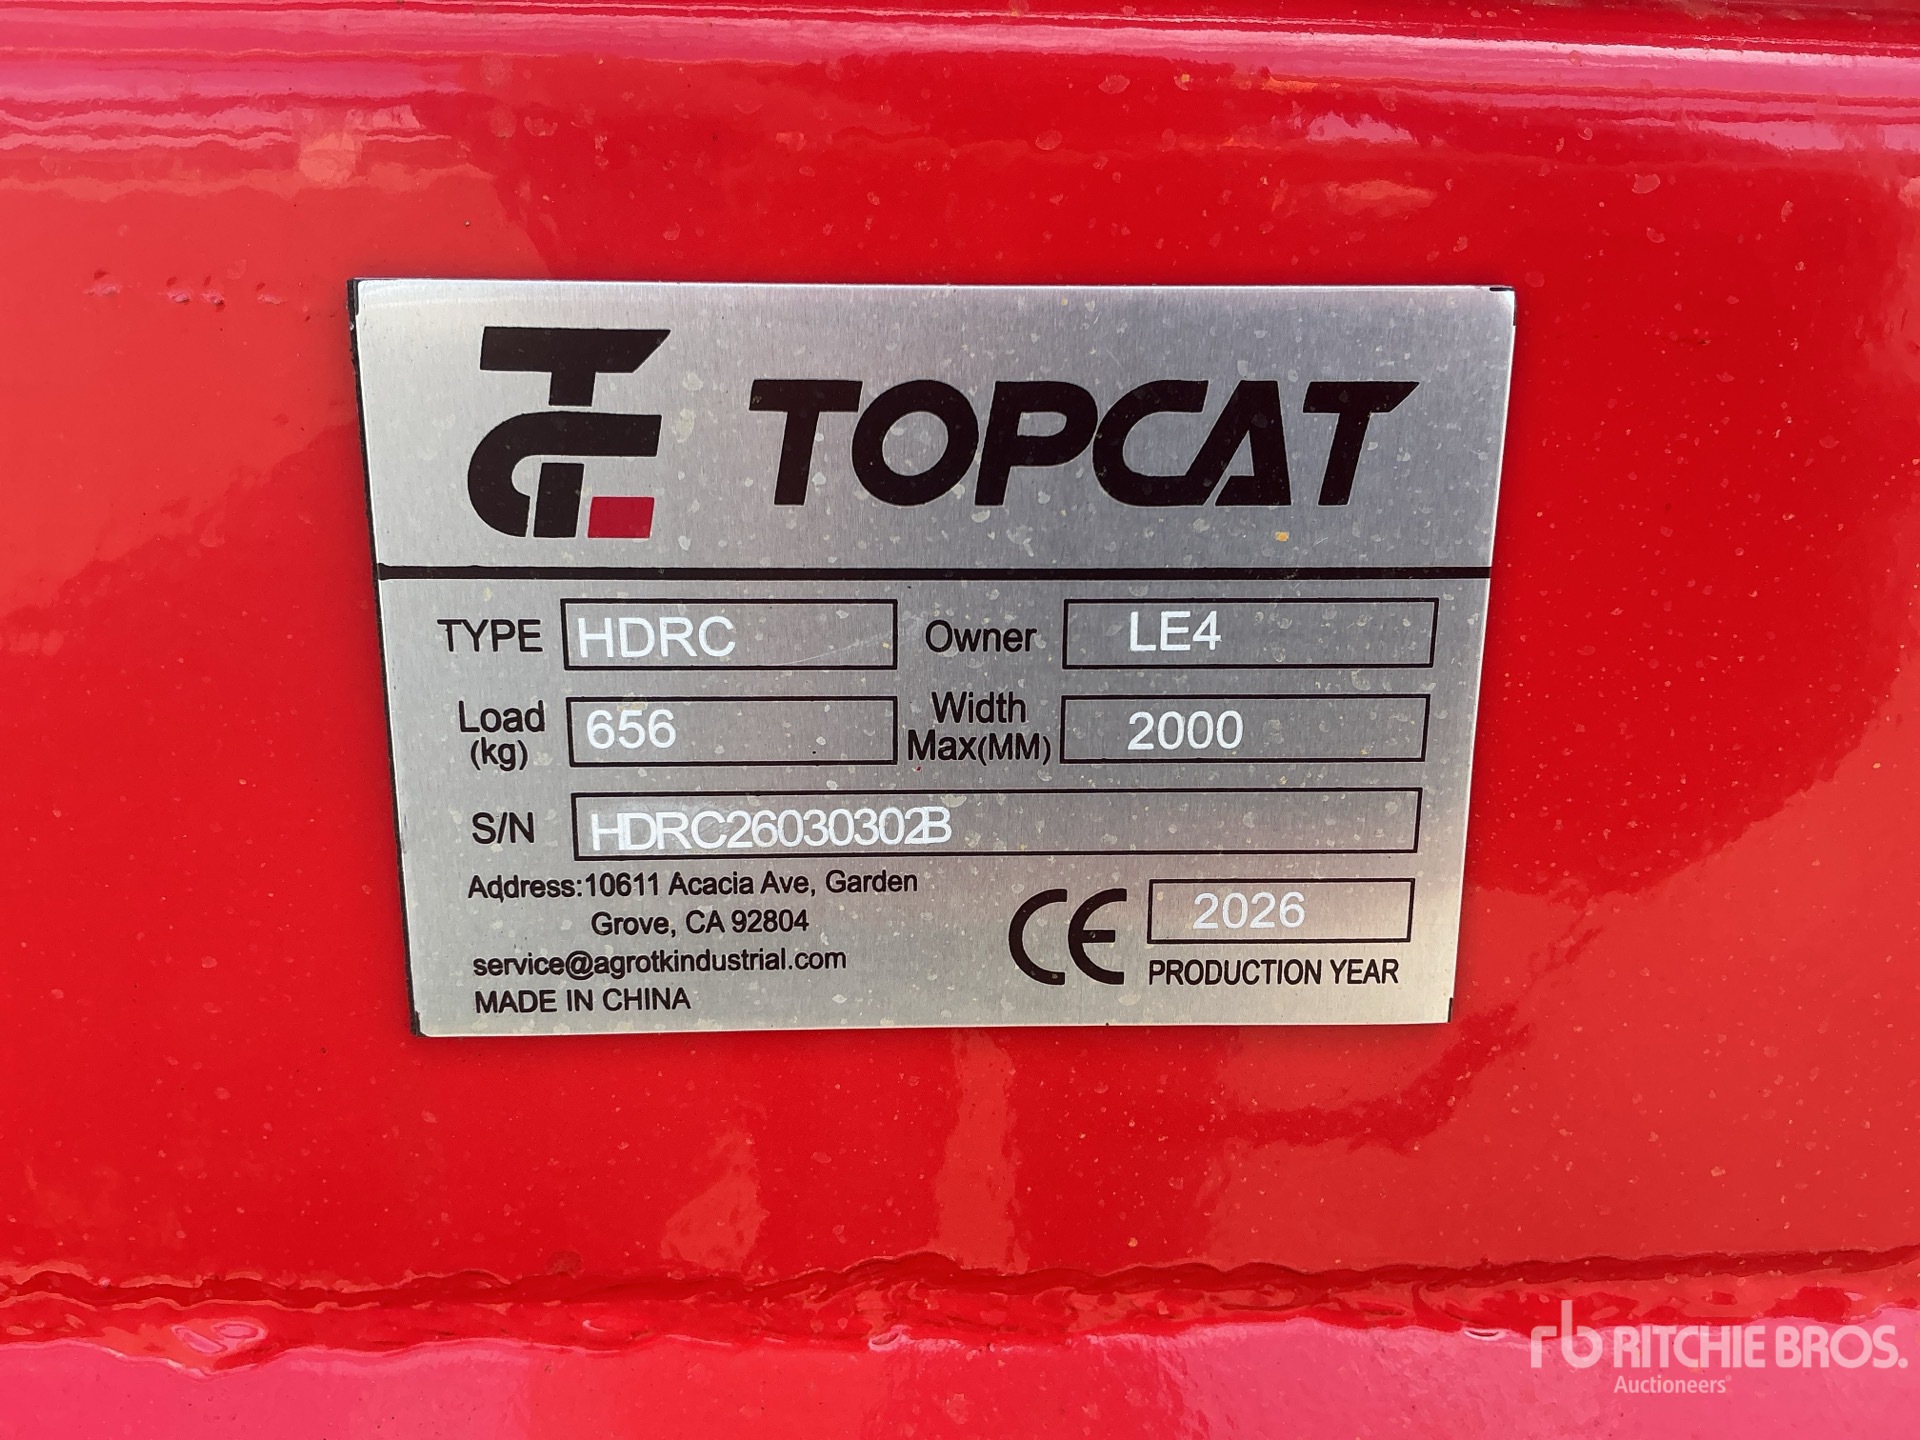 TOPCAT
TYPE HDRC Owner LE4
Load (kg) 656 Width Max(MM) 2000
S/N HDRC26030302B
Address:10611 Acacia Ave, Garden
Grove, CA 92804
service@agrotkindustrial.com
MADE IN CHINA
CE 2026
PRODUCTION YEAR
rb RITCHIE BROS.
Auctioneers